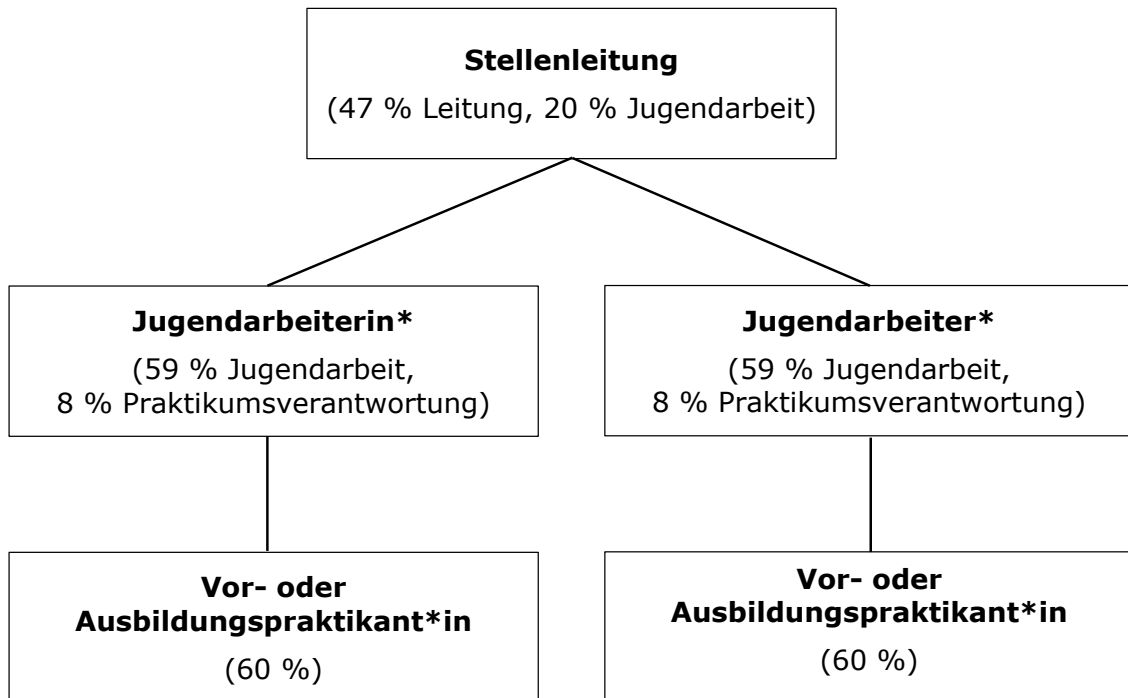 Stellenleitung
(47 % Leitung, 20 % Jugendarbeit)
Jugendarbeiterin*
(59 % Jugendarbeit,
8 % Praktikumsverantwortung)
Jugendarbeiter*
(59 % Jugendarbeit,
8 % Praktikumsverantwortung)
Vor- oder
Ausbildungspraktikant*in
(60 %)
Vor- oder
Ausbildungspraktikant*in
(60 %)